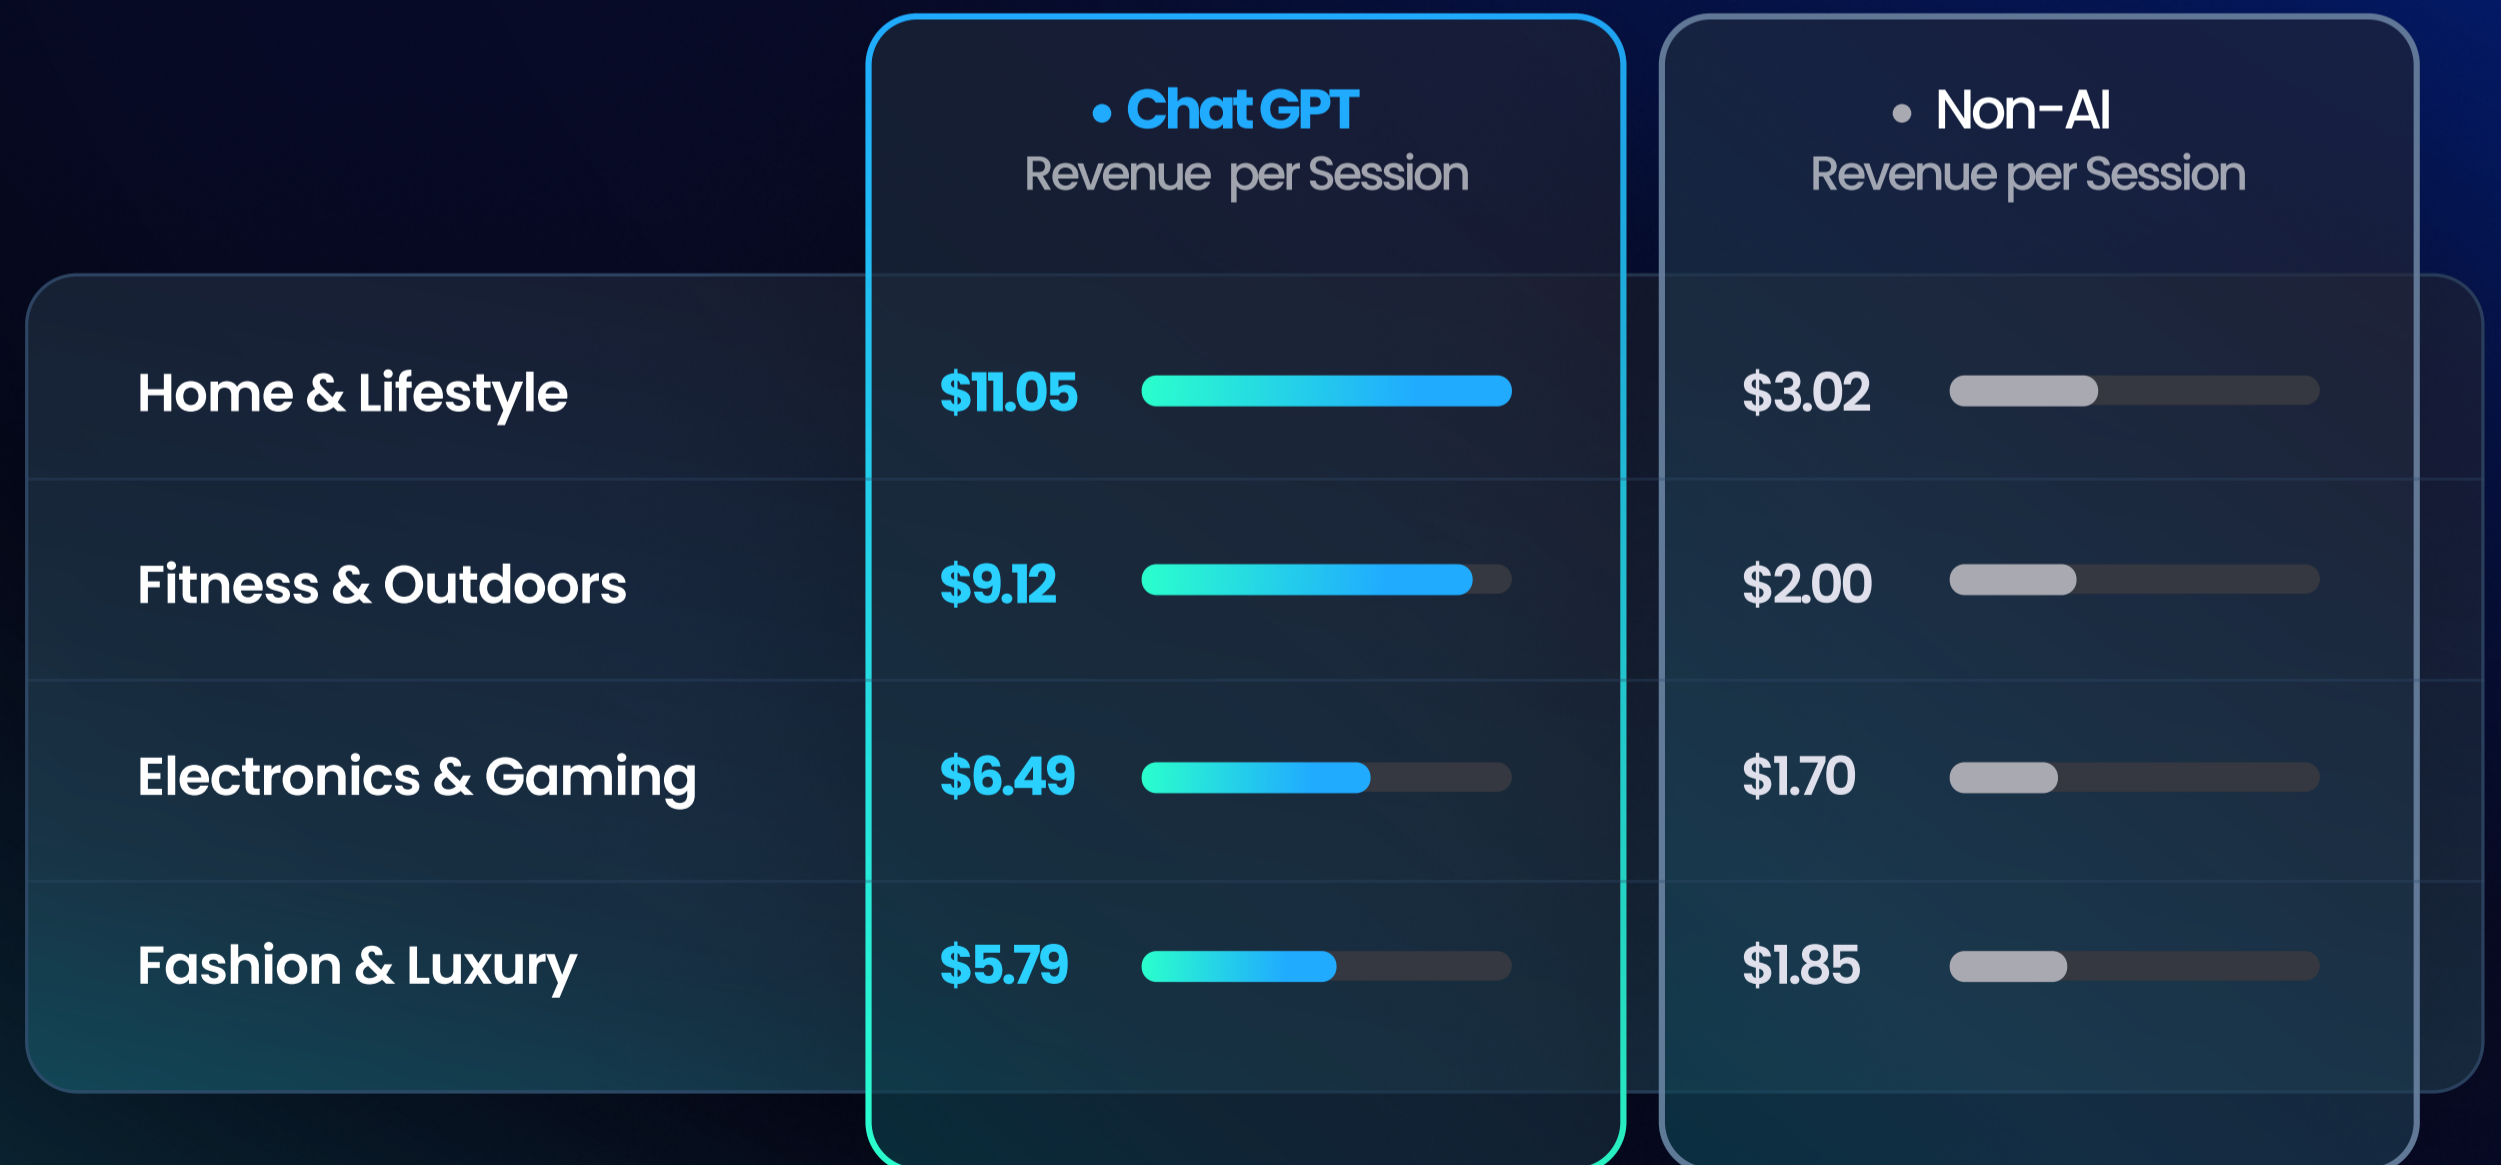 Chat GPT
Revenue per Session
Non-AI
Revenue per Session
Home & Lifestyle
$11.05
$3.02
Fitness & Outdoors
$9.12
$2.00
Electronics & Gaming
$6.49
$1.70
Fashion & Luxury
$5.79
$1.85